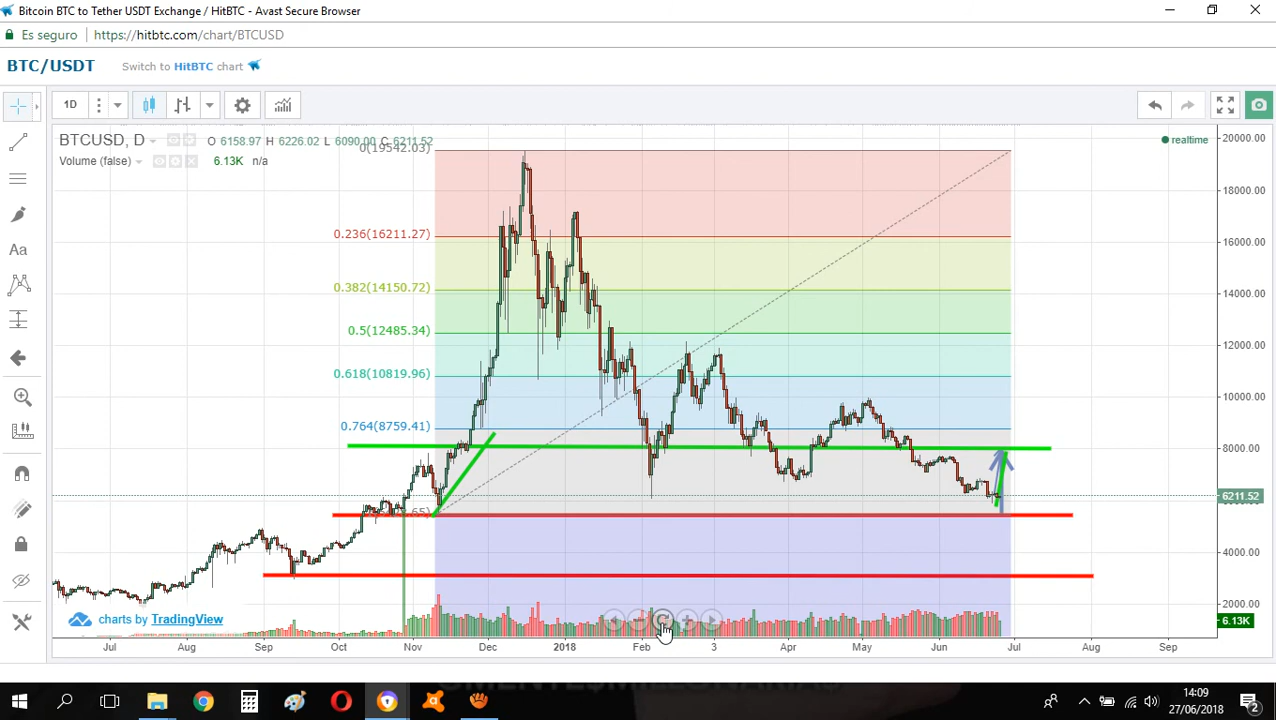 Bitcoin BTC to Tether USDT Exchange / HitBTC - Avast Secure Browser
Es seguro https://hitbtc.com/chart/BTCUSD
BTC/USDT Switch to HitBTC chart
1D
BTCUSD, D O 6158.97 H 6226.02 L 6090.00 C 6211.52
Volume (false) 6.13K n/a
realtime
0(19542.03)
0.236(16211.27)
0.382(14150.72)
0.5(12485.34)
0.618(10819.96)
0.764(8759.41)
20000.00
18000.00
16000.00
14000.00
12000.00
10000.00
8000.00
6211.52
4000.00
2000.00
6.13K
Aa
charts by TradingView
Jul Aug Sep Oct Nov Dec 2018 Feb 3 Apr May Jun Jul Aug Sep
14:09
27/06/2018
2